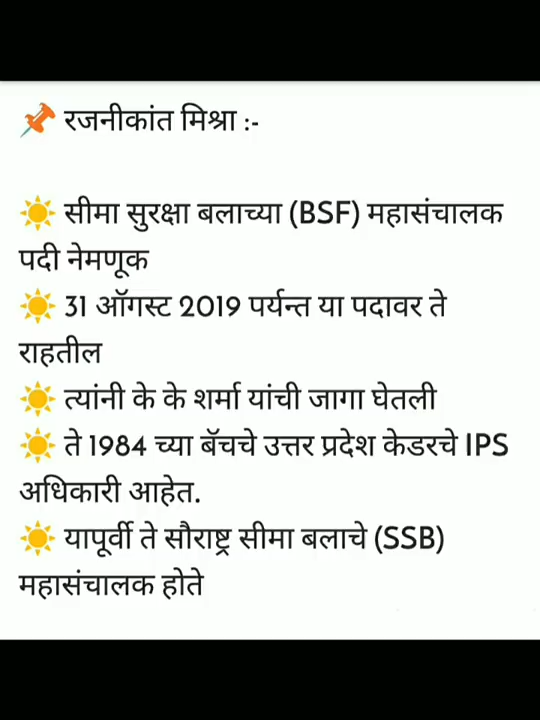 📌 रजनीकांत मिश्रा :-
☀️ सीमा सुरक्षा बलाच्या (BSF) महासंचालक
पदी नेमणूक
☀️ 31 ऑगस्ट 2019 पर्यन्त या पदावर ते
राहतील
☀️ त्यांनी के के शर्मा यांची जागा घेतली
☀️ ते 1984 च्या बॅचचे उत्तर प्रदेश केडरचे IPS
अधिकारी आहेत.
☀️ यापूर्वी ते सौराष्ट्र सीमा बलाचे (SSB)
महासंचालक होते